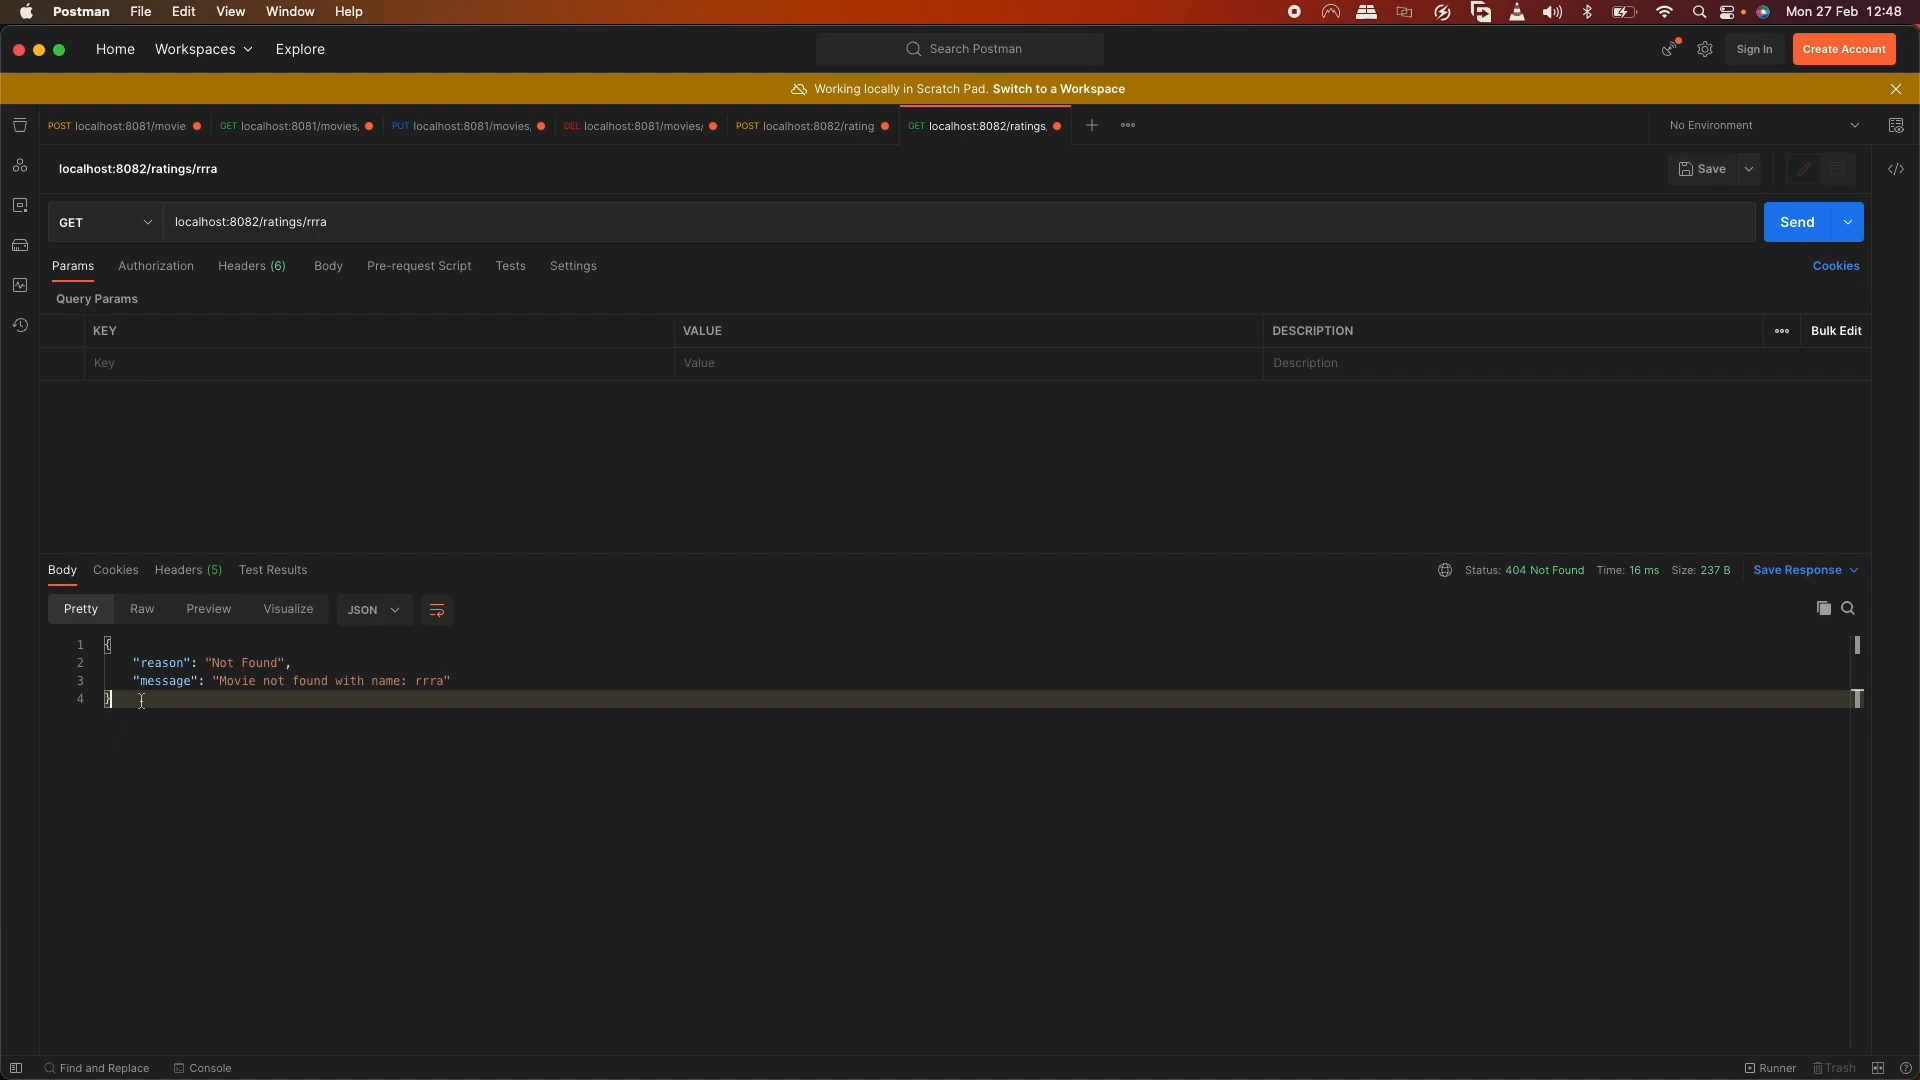 Postman File Edit View Window Help Mon 27 Feb 12:48
Home Workspaces Explore Search Postman Sign In Create Account
Working locally in Scratch Pad. Switch to a Workspace
POST localhost:8081/movie GET localhost:8081/movies, PUT localhost:8081/movies, DEL localhost:8081/movies/ POST localhost:8082/rating GET localhost:8082/ratings, No Environment
localhost:8082/ratings/rrra Save
GET localhost:8082/ratings/rrra Send
Params Authorization Headers (6) Body Pre-request Script Tests Settings Cookies
Query Params
KEY VALUE DESCRIPTION Bulk Edit
Key Value Description
Body Cookies Headers (5) Test Results Status: 404 Not Found Time: 16 ms Size: 237 B Save Response
Pretty Raw Preview Visualize JSON
1 {
2 "reason": "Not Found",
3 "message": "Movie not found with name: rrra"
4 }
Find and Replace Console Runner Trash